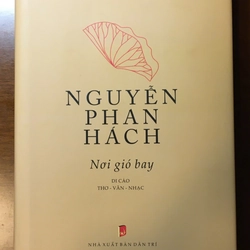 NGUYỄN
PHAN
HÁCH
Nơi gió bay
DI CẢO
THƠ - VĂN - NHẠC
NHÀ XUẤT BẢN DÂN TRÍ